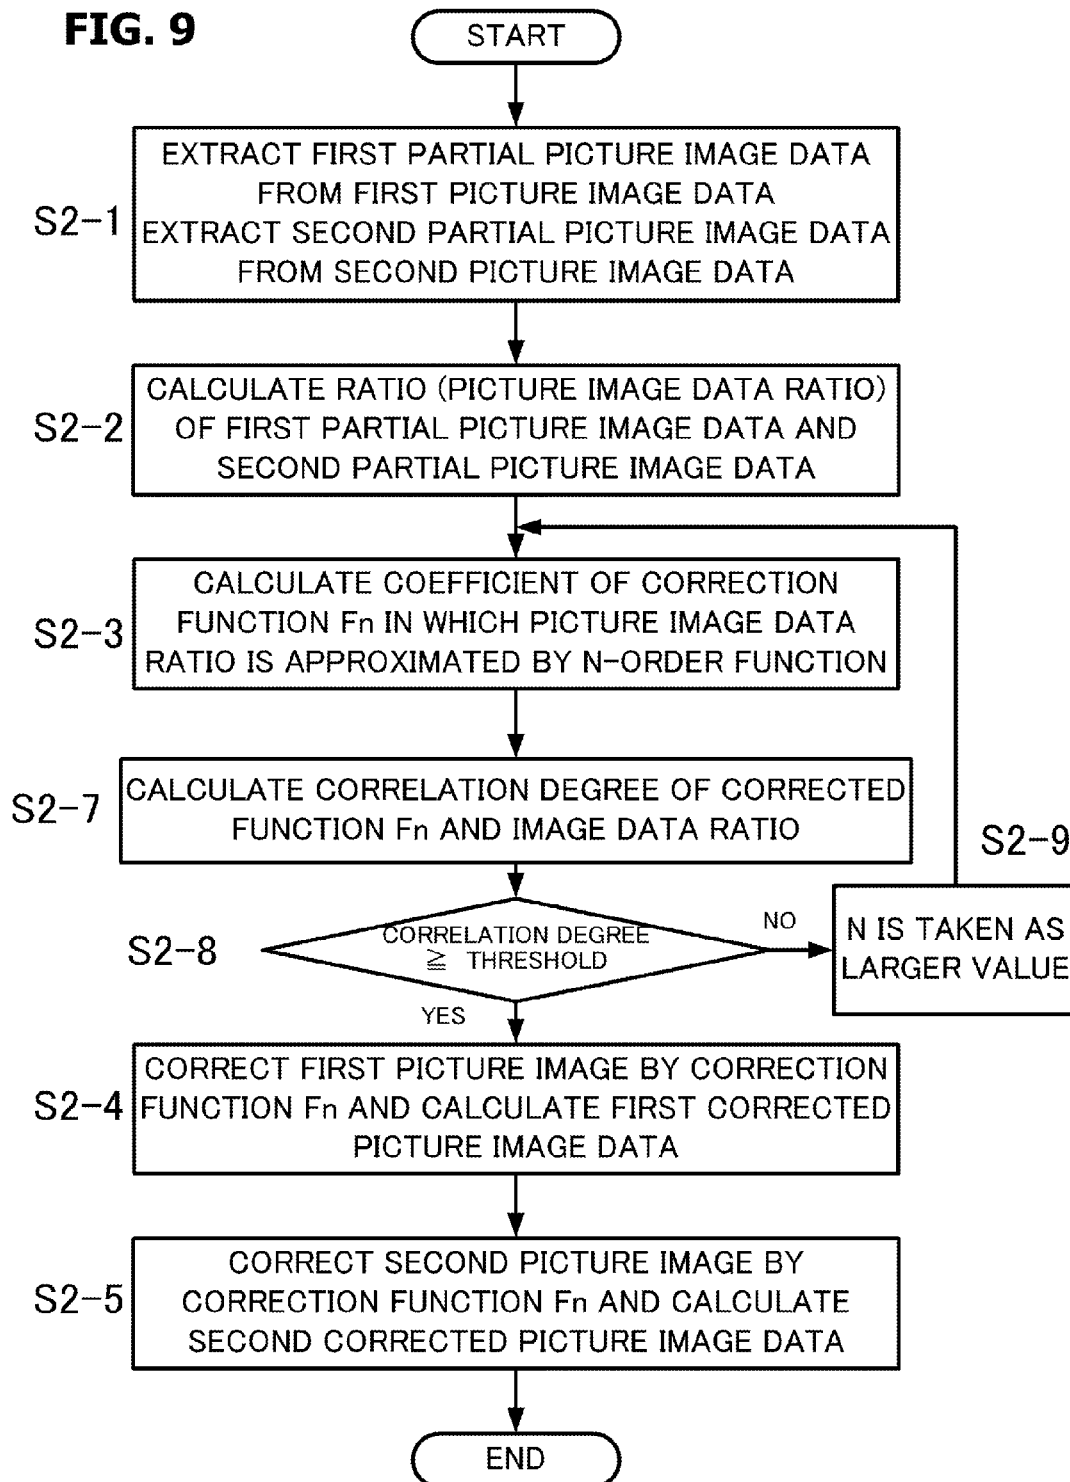 FIG. 9
START
S2-1
EXTRACT FIRST PARTIAL PICTURE IMAGE DATA
FROM FIRST PICTURE IMAGE DATA
EXTRACT SECOND PARTIAL PICTURE IMAGE DATA
FROM SECOND PICTURE IMAGE DATA
S2-2
CALCULATE RATIO (PICTURE IMAGE DATA RATIO)
OF FIRST PARTIAL PICTURE IMAGE DATA AND
SECOND PARTIAL PICTURE IMAGE DATA
S2-3
CALCULATE COEFFICIENT OF CORRECTION
FUNCTION Fn IN WHICH PICTURE IMAGE DATA
RATIO IS APPROXIMATED BY N-ORDER FUNCTION
S2-7
CALCULATE CORRELATION DEGREE OF CORRECTED
FUNCTION Fn AND IMAGE DATA RATIO
S2-8
CORRELATION DEGREE
≧ THRESHOLD
NO
S2-9
N IS TAKEN AS
LARGER VALUE
YES
S2-4
CORRECT FIRST PICTURE IMAGE BY CORRECTION
FUNCTION Fn AND CALCULATE FIRST CORRECTED
PICTURE IMAGE DATA
S2-5
CORRECT SECOND PICTURE IMAGE BY
CORRECTION FUNCTION Fn AND CALCULATE
SECOND CORRECTED PICTURE IMAGE DATA
END